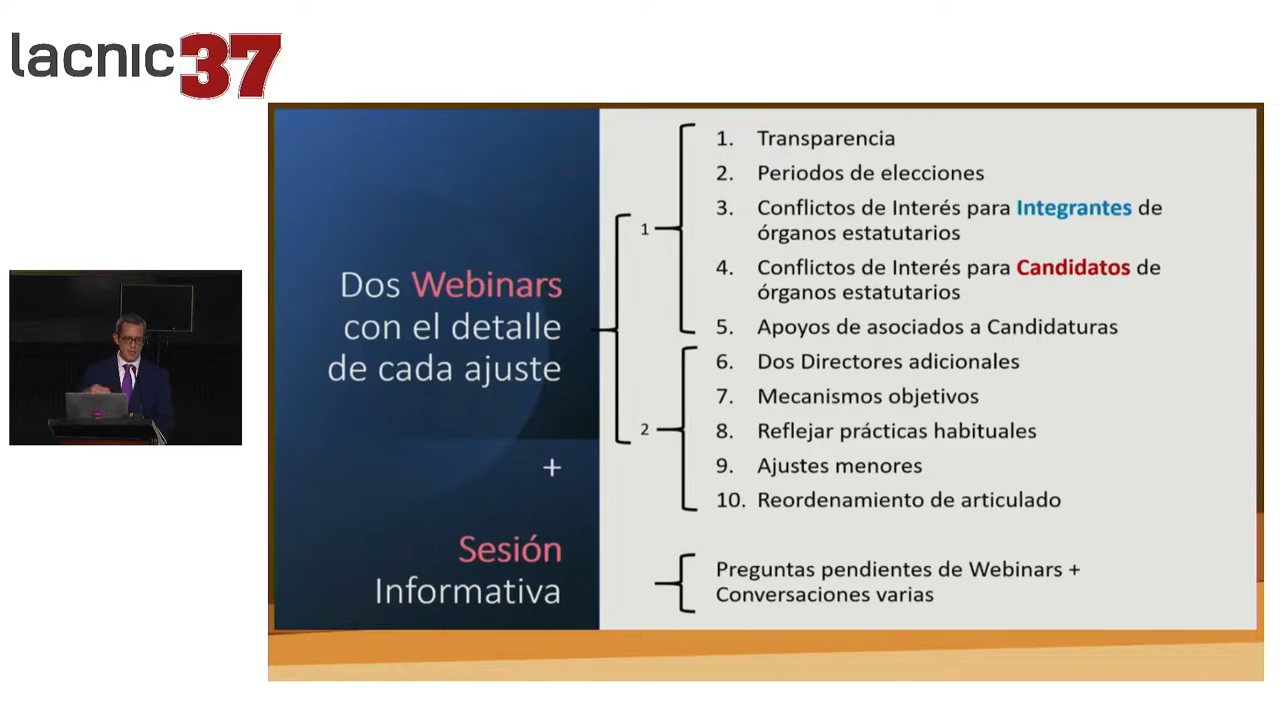 lacnic 37
Dos Webinars
con el detalle
de cada ajuste
+
Sesión
Informativa
1
1. Transparencia
2. Periodos de elecciones
3. Conflictos de Interés para Integrantes de
órganos estatutarios
4. Conflictos de Interés para Candidatos de
órganos estatutarios
5. Apoyos de asociados a Candidaturas
2
6. Dos Directores adicionales
7. Mecanismos objetivos
8. Reflejar prácticas habituales
9. Ajustes menores
10. Reordenamiento de articulado
Preguntas pendientes de Webinars +
Conversaciones varias